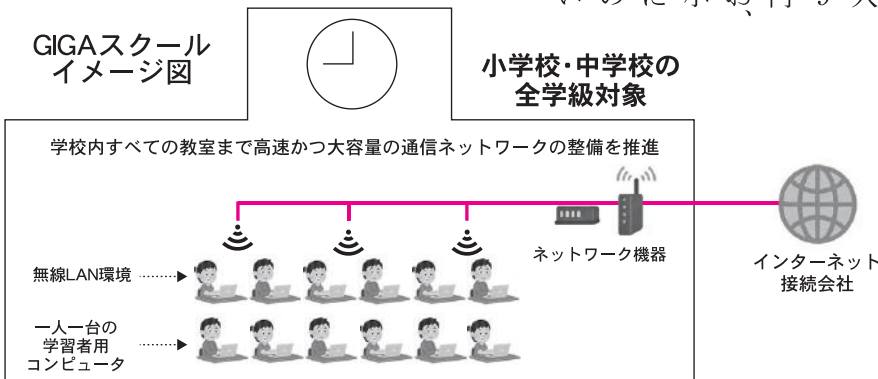 GIGAスクール
イメージ図
小学校・中学校の
全学級対象
学校内すべての教室まで高速かつ大容量の通信ネットワークの整備を推進
ネットワーク機器
インターネット
接続会社
無線LAN環境
一人一台の
学習者用
コンピュータ